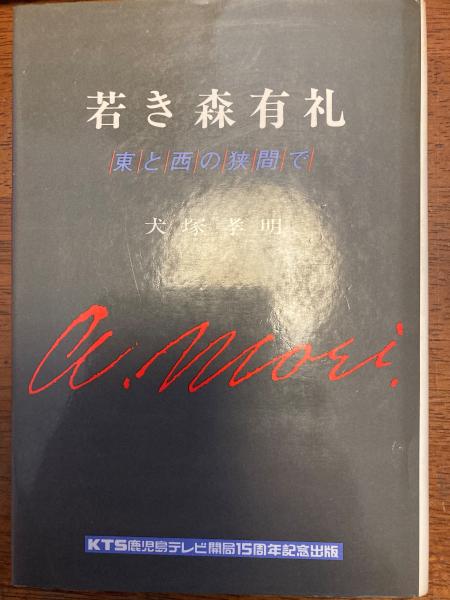 若き森有礼
東と西の狭間で
犬塚孝明
a. Mori.
KTS鹿児島テレビ開局15周年記念出版